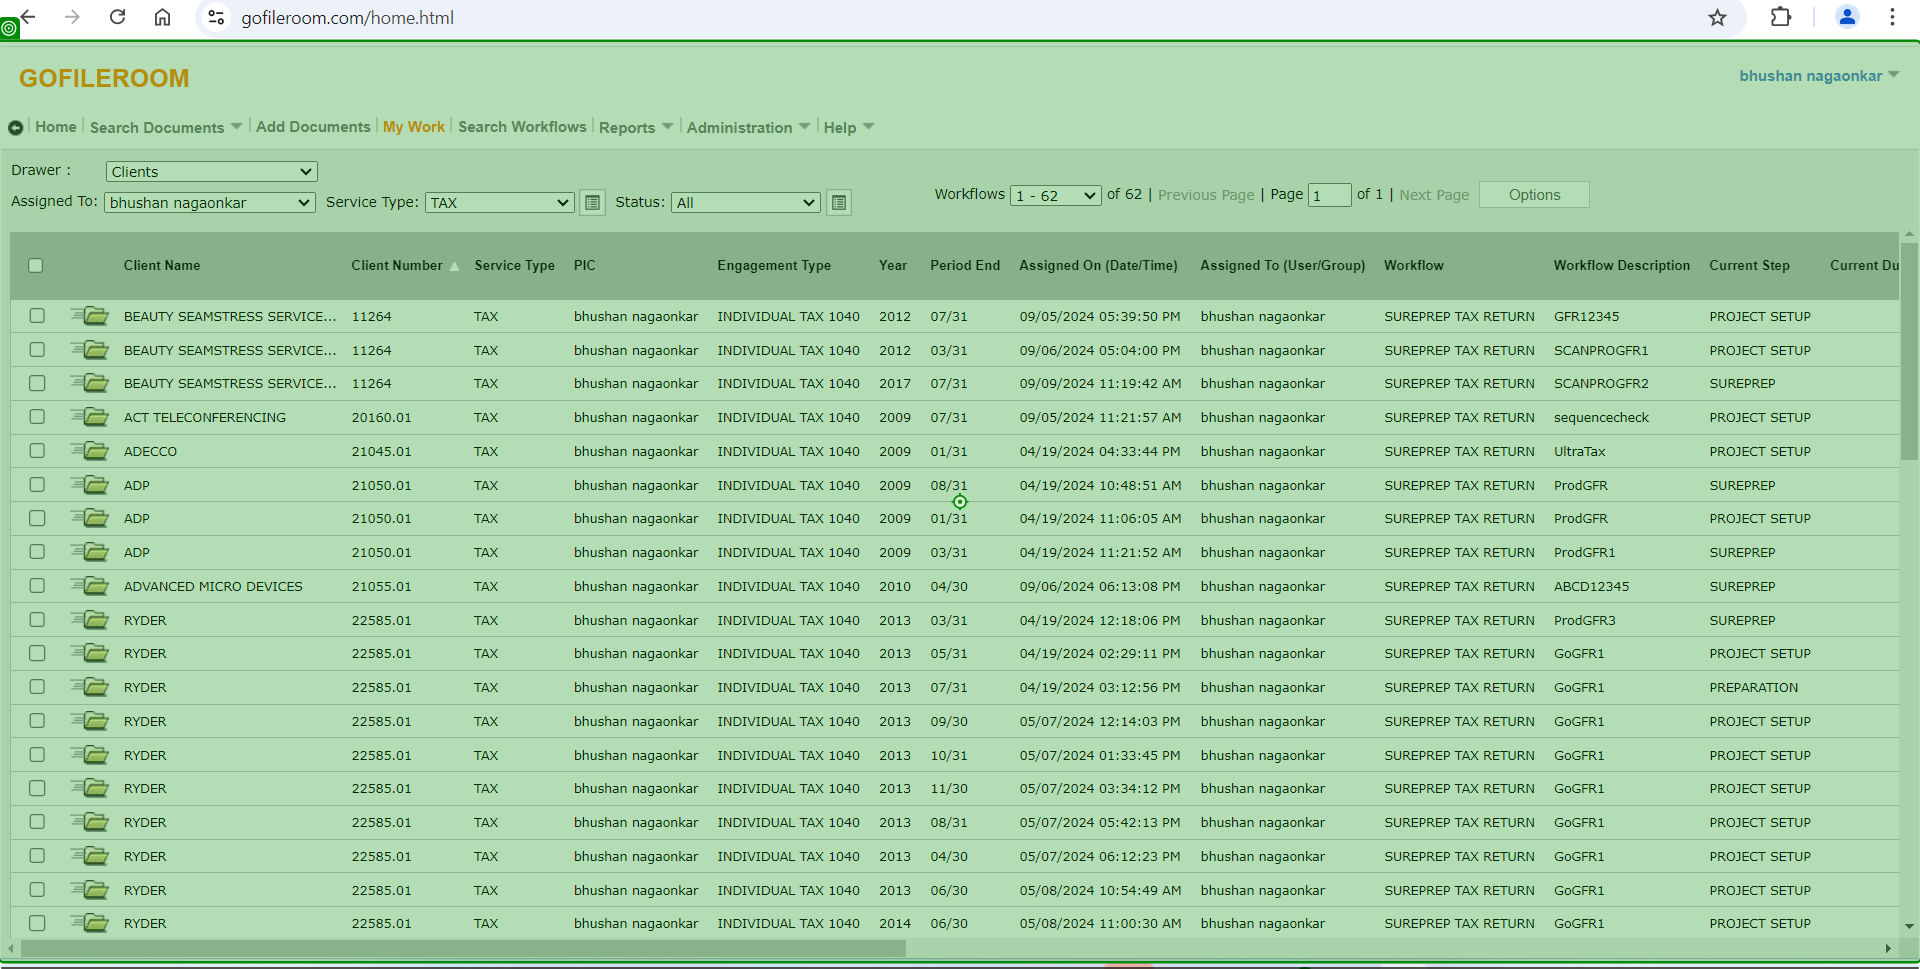 gofileroom.com/home.html
GOFILEROOM
bhushan nagaonkar
Home Search Documents Add Documents My Work Search Workflows Reports Administration Help
Drawer : Clients
Assigned To: bhushan nagaonkar Service Type: TAX Status: All Workflows 1 - 62 of 62 | Previous Page | Page 1 of 1 | Next Page Options
Client Name Client Number Service Type PIC Engagement Type Year Period End Assigned On (Date/Time) Assigned To (User/Group) Workflow Workflow Description Current Step Current Du
BEAUTY SEAMSTRESS SERVICE... 11264 TAX bhushan nagaonkar INDIVIDUAL TAX 1040 2012 07/31 09/05/2024 05:39:50 PM bhushan nagaonkar SUREPREP TAX RETURN GFR12345 PROJECT SETUP
BEAUTY SEAMSTRESS SERVICE... 11264 TAX bhushan nagaonkar INDIVIDUAL TAX 1040 2012 03/31 09/06/2024 05:04:00 PM bhushan nagaonkar SUREPREP TAX RETURN SCANPROGFR1 PROJECT SETUP
BEAUTY SEAMSTRESS SERVICE... 11264 TAX bhushan nagaonkar INDIVIDUAL TAX 1040 2017 07/31 09/09/2024 11:19:42 AM bhushan nagaonkar SUREPREP TAX RETURN SCANPROGFR2 SUREPREP
ACT TELECONFERENCING 20160.01 TAX bhushan nagaonkar INDIVIDUAL TAX 1040 2009 07/31 09/05/2024 11:21:57 AM bhushan nagaonkar SUREPREP TAX RETURN sequencecheck PROJECT SETUP
ADECCO 21045.01 TAX bhushan nagaonkar INDIVIDUAL TAX 1040 2009 01/31 04/19/2024 04:33:44 PM bhushan nagaonkar SUREPREP TAX RETURN UltraTax PROJECT SETUP
ADP 21050.01 TAX bhushan nagaonkar INDIVIDUAL TAX 1040 2009 08/31 04/19/2024 10:48:51 AM bhushan nagaonkar SUREPREP TAX RETURN ProdGFR SUREPREP
ADP 21050.01 TAX bhushan nagaonkar INDIVIDUAL TAX 1040 2009 01/31 04/19/2024 11:06:05 AM bhushan nagaonkar SUREPREP TAX RETURN ProdGFR PROJECT SETUP
ADP 21050.01 TAX bhushan nagaonkar INDIVIDUAL TAX 1040 2009 03/31 04/19/2024 11:21:52 AM bhushan nagaonkar SUREPREP TAX RETURN ProdGFR1 SUREPREP
ADVANCED MICRO DEVICES 21055.01 TAX bhushan nagaonkar INDIVIDUAL TAX 1040 2010 04/30 09/06/2024 06:13:08 PM bhushan nagaonkar SUREPREP TAX RETURN ABCD12345 SUREPREP
RYDER 22585.01 TAX bhushan nagaonkar INDIVIDUAL TAX 1040 2013 03/31 04/19/2024 12:18:06 PM bhushan nagaonkar SUREPREP TAX RETURN ProdGFR3 SUREPREP
RYDER 22585.01 TAX bhushan nagaonkar INDIVIDUAL TAX 1040 2013 05/31 04/19/2024 02:29:11 PM bhushan nagaonkar SUREPREP TAX RETURN GoGFR1 PROJECT SETUP
RYDER 22585.01 TAX bhushan nagaonkar INDIVIDUAL TAX 1040 2013 07/31 04/19/2024 03:12:56 PM bhushan nagaonkar SUREPREP TAX RETURN GoGFR1 PREPARATION
RYDER 22585.01 TAX bhushan nagaonkar INDIVIDUAL TAX 1040 2013 09/30 05/07/2024 12:14:03 PM bhushan nagaonkar SUREPREP TAX RETURN GoGFR1 PROJECT SETUP
RYDER 22585.01 TAX bhushan nagaonkar INDIVIDUAL TAX 1040 2013 10/31 05/07/2024 01:33:45 PM bhushan nagaonkar SUREPREP TAX RETURN GoGFR1 PROJECT SETUP
RYDER 22585.01 TAX bhushan nagaonkar INDIVIDUAL TAX 1040 2013 11/30 05/07/2024 03:34:12 PM bhushan nagaonkar SUREPREP TAX RETURN GoGFR1 PROJECT SETUP
RYDER 22585.01 TAX bhushan nagaonkar INDIVIDUAL TAX 1040 2013 08/31 05/07/2024 05:42:13 PM bhushan nagaonkar SUREPREP TAX RETURN GoGFR1 PROJECT SETUP
RYDER 22585.01 TAX bhushan nagaonkar INDIVIDUAL TAX 1040 2013 04/30 05/07/2024 06:12:23 PM bhushan nagaonkar SUREPREP TAX RETURN GoGFR1 PROJECT SETUP
RYDER 22585.01 TAX bhushan nagaonkar INDIVIDUAL TAX 1040 2013 06/30 05/08/2024 10:54:49 AM bhushan nagaonkar SUREPREP TAX RETURN GoGFR1 PROJECT SETUP
RYDER 22585.01 TAX bhushan nagaonkar INDIVIDUAL TAX 1040 2014 06/30 05/08/2024 11:00:30 AM bhushan nagaonkar SUREPREP TAX RETURN GoGFR1 PROJECT SETUP